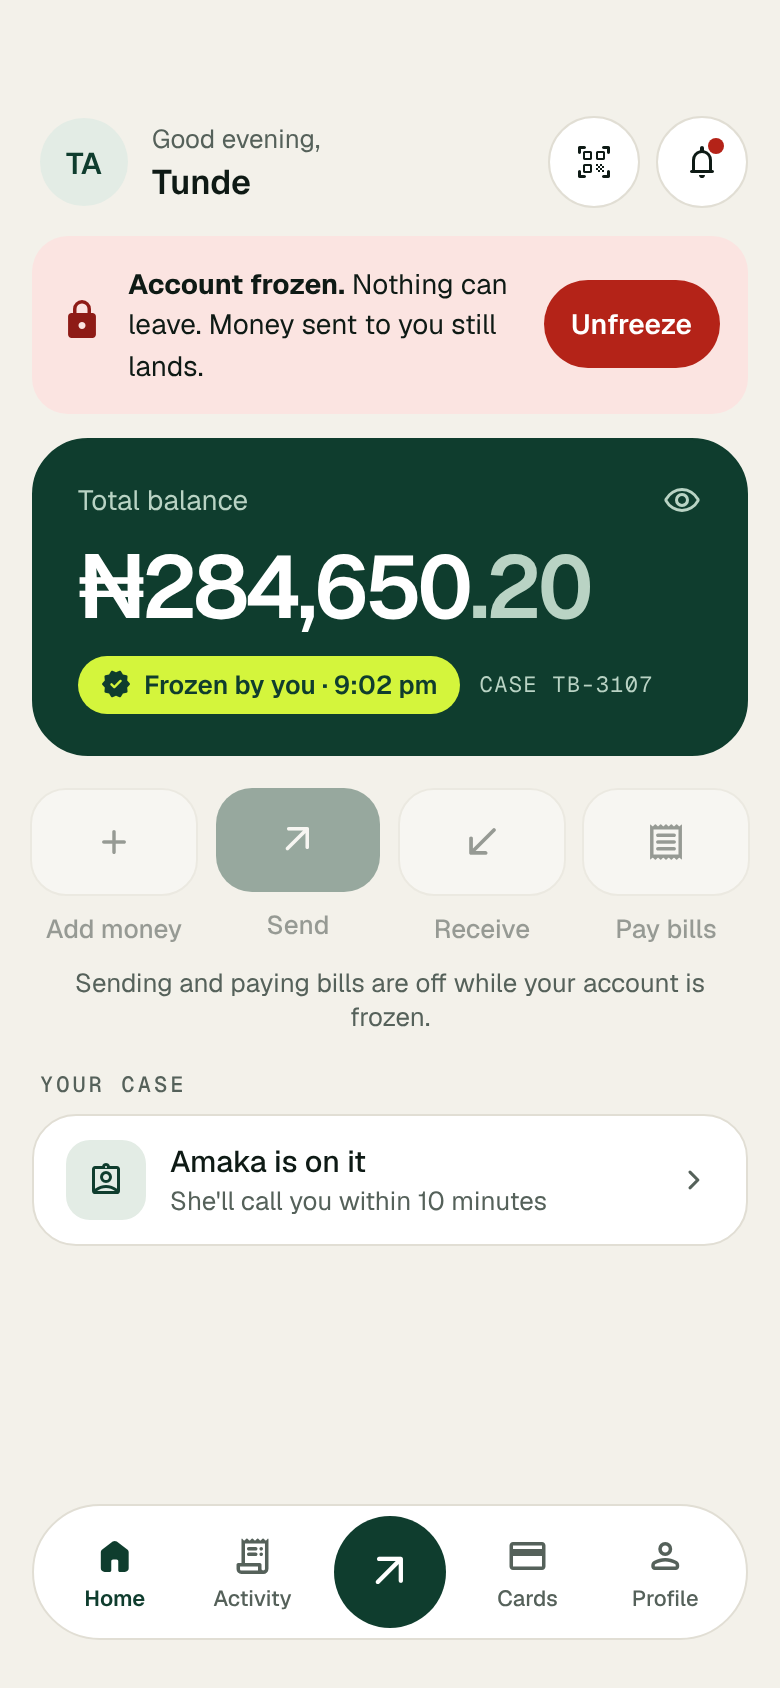 TA
Good evening,
Tunde
Account frozen. Nothing can
leave. Money sent to you still
lands.
Unfreeze
Total balance
₦284,650.20
Frozen by you · 9:02 pm
CASE TB-3107
Add money
Send
Receive
Pay bills
Sending and paying bills are off while your account is
frozen.
YOUR CASE
Amaka is on it
She'll call you within 10 minutes
Home
Activity
Cards
Profile